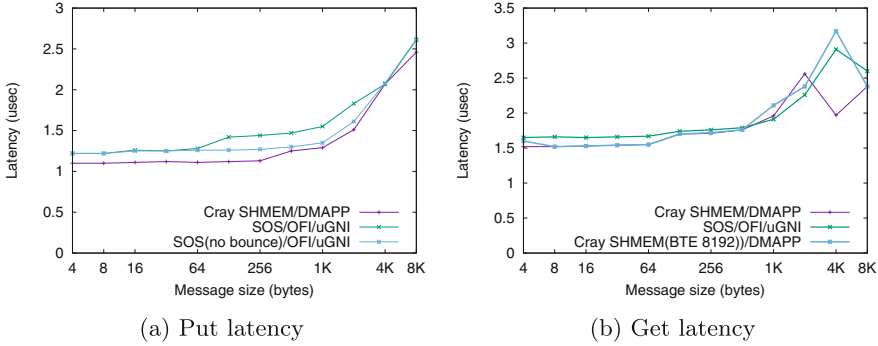 3
2.5
2
1.5
1
0.5
0
Latency (usec)
Cray SHMEM/DMAPP
SOS/OFI/uGNI
SOS(no bounce)/OFI/uGNI
4 8 16 64 256 1K 4K 8K
Message size (bytes)
(a) Put latency
3.5
3
2.5
2
1.5
1
0.5
0
Latency (usec)
Cray SHMEM/DMAPP
SOS/OFI/uGNI
Cray SHMEM(BTE 8192))/DMAPP
4 8 16 64 256 1K 4K 8K
Message size (bytes)
(b) Get latency